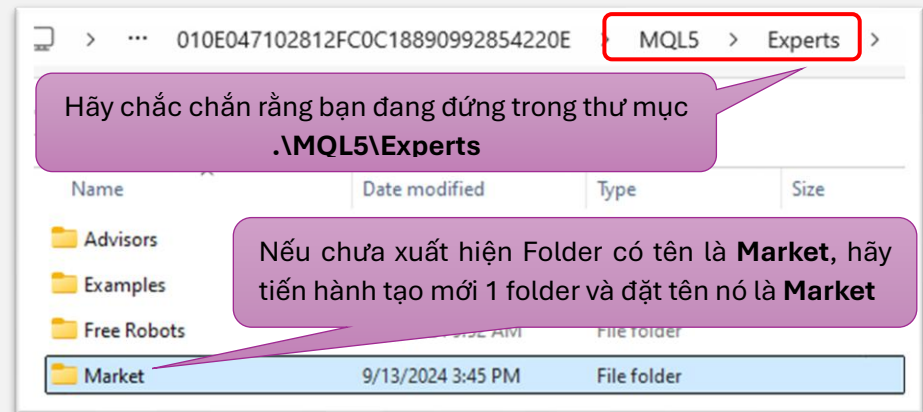 ... 010E047102812FC0C18890992854220E > MQL5 > Experts >
Hãy chắc chắn rằng bạn đang đứng trong thư mục
.\MQL5\Experts
Name Date modified Type Size
Advisors
Nếu chưa xuất hiện Folder có tên là Market, hãy
Examples
tiến hành tạo mới 1 folder và đặt tên nó là Market
Free Robots AM File folder
Market 9/13/2024 3:45 PM File folder